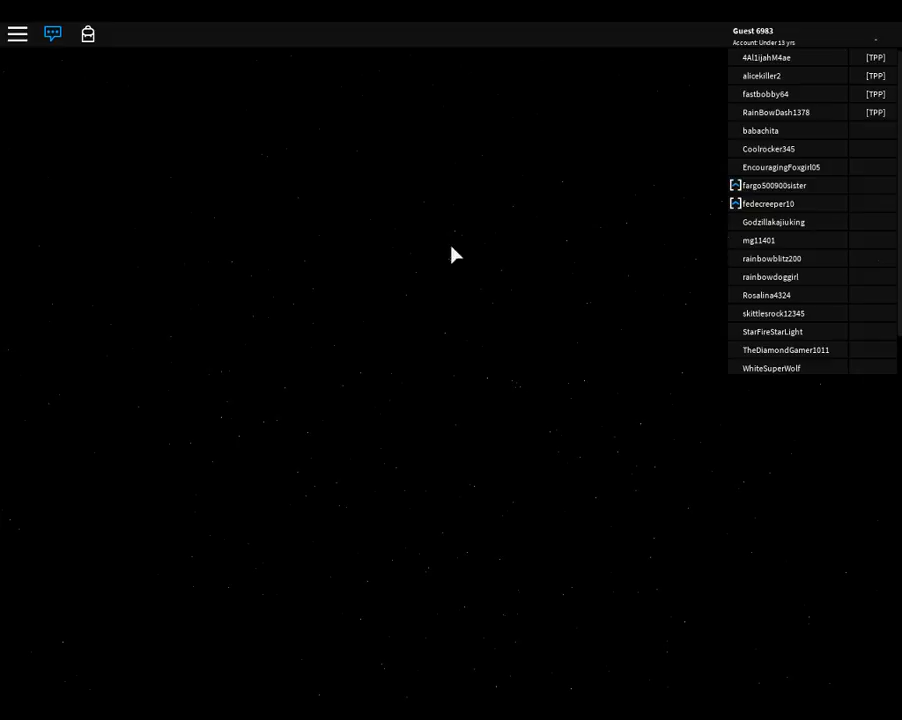 Guest 6983
Account: Under 13 yrs
4Al1ijahM4ae [TPP]
alicekiller2 [TPP]
fastbobby64 [TPP]
RainBowDash1378 [TPP]
babachita
Coolrocker345
EncouragingFoxgirl05
fargo500900sister
fedecreeper10
Godzillakajiuking
mg11401
rainbowblitz200
rainbowdoggirl
Rosalina4324
skittlesrock12345
StarFireStarLight
TheDiamondGamer1011
WhiteSuperWolf